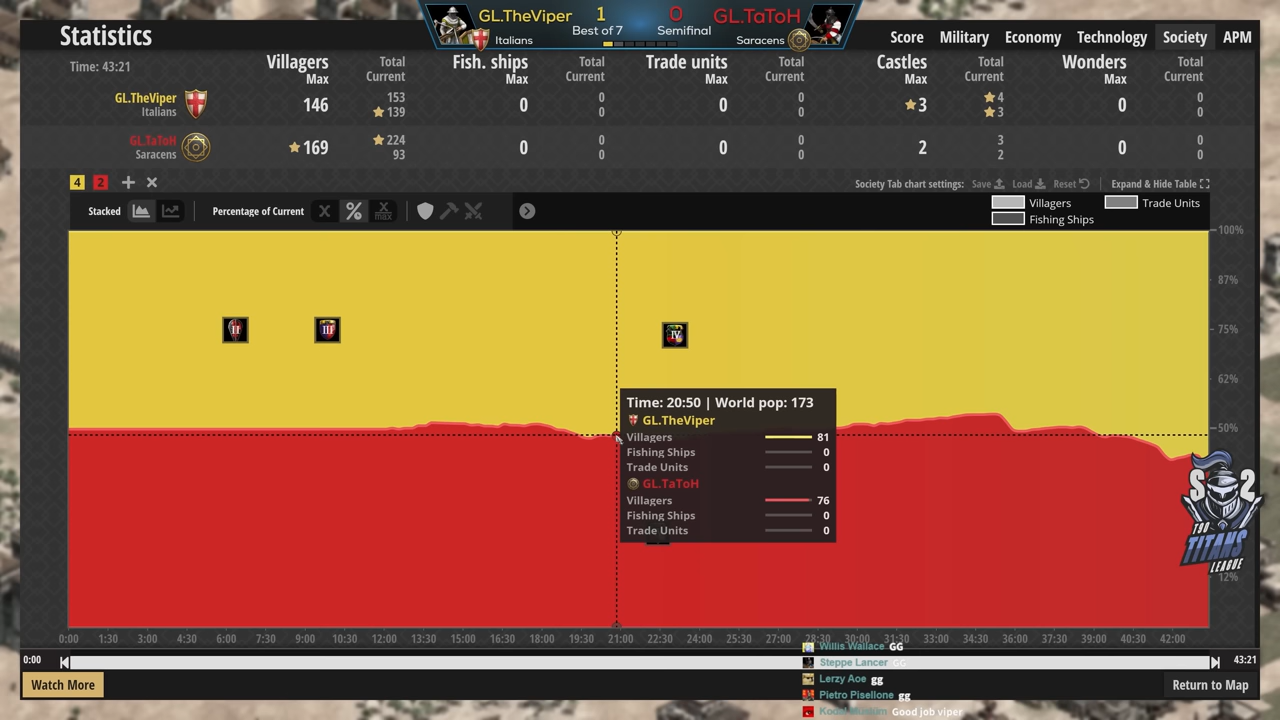 GL.TheViper 1 0 GL.TaToH
Best of 7 Semifinal
Italians Saracens
Statistics
Score Military Economy Technology Society APM
Time: 43:21
Villagers Max Total Current
Fish. ships Max Total Current
Trade units Max Total Current
Castles Max Total Current
Wonders Max Total Current
GL.TheViper Italians 146 153 139 0 0 0 0 0 0 3 4 3 0 0 0
GL.TaToH Saracens 169 224 93 0 0 0 0 0 0 2 3 2 0 0 0
4 2
Society Tab chart settings: Save Load Reset Expand & Hide Table
Stacked Percentage of Current X % X max
Villagers Trade Units
Fishing Ships
100%
87%
75%
62%
50%
12%
II III IV
Time: 20:50 | World pop: 173
GL.TheViper
Villagers 81
Fishing Ships 0
Trade Units 0
GL.TaToH
Villagers 76
Fishing Ships 0
Trade Units 0
S 2
T90
TITANS
LEAGUE
0:00 1:30 3:00 4:30 6:00 7:30 9:00 10:30 12:00 13:30 15:00 16:30 18:00 19:30 21:00 22:30 24:00 25:30 27:00 28:30 30:00 31:30 33:00 34:30 36:00 37:30 39:00 40:30 42:00
0:00 43:21
Willis Wallace GG
Steppe Lancer GG
Lerzy Aoe gg
Pietro Pisellone gg
Good job viper
Watch More Return to Map